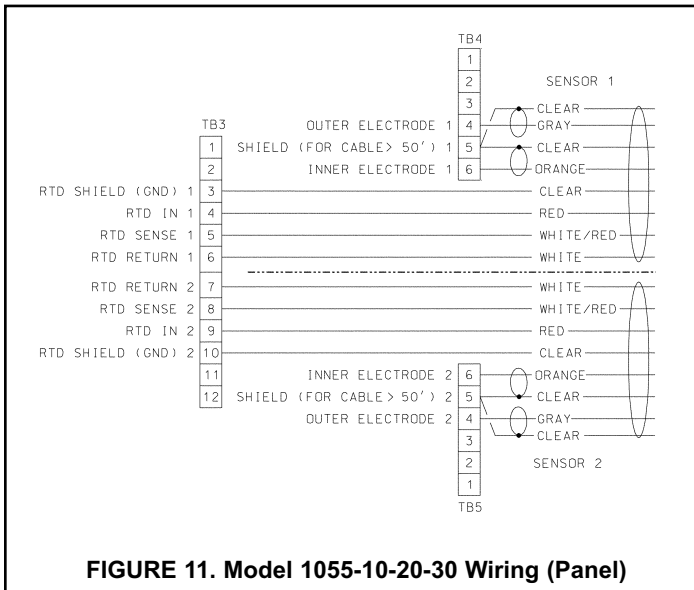 TB4
1
2 SENSOR 1
3 CLEAR
TB3 OUTER ELECTRODE 1 4 GRAY
1 SHIELD (FOR CABLE> 50') 1 5 CLEAR
2 INNER ELECTRODE 1 6 ORANGE
RTD SHIELD (GND) 1 3 CLEAR
RTD IN 1 4 RED
RTD SENSE 1 5 WHITE/RED
RTD RETURN 1 6 WHITE
RTD RETURN 2 7 WHITE
RTD SENSE 2 8 WHITE/RED
RTD IN 2 9 RED
RTD SHIELD (GND) 2 10 CLEAR
11 INNER ELECTRODE 2 6 ORANGE
12 SHIELD (FOR CABLE> 50') 2 5 CLEAR
OUTER ELECTRODE 2 4 GRAY
3 CLEAR
2 SENSOR 2
1
TB5
FIGURE 11. Model 1055-10-20-30 Wiring (Panel)